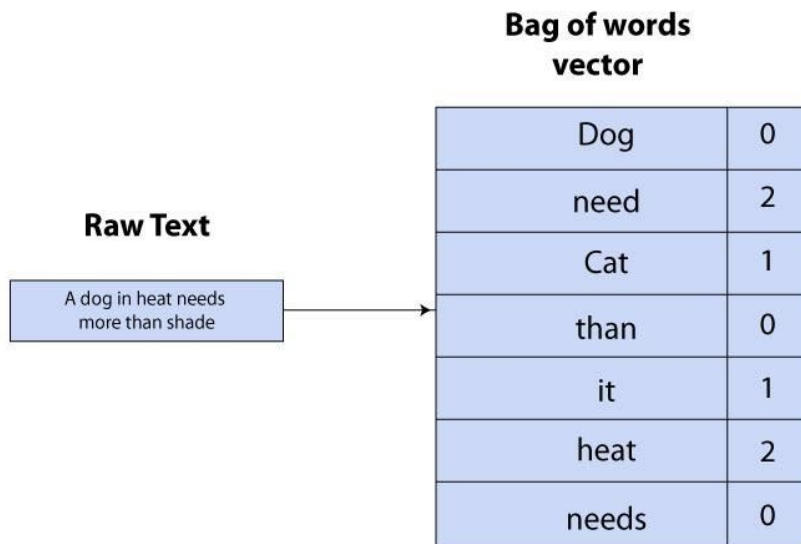 Bag of words
vector
Raw Text
A dog in heat needs
more than shade
Dog 0
need 2
Cat 1
than 0
it 1
heat 2
needs 0